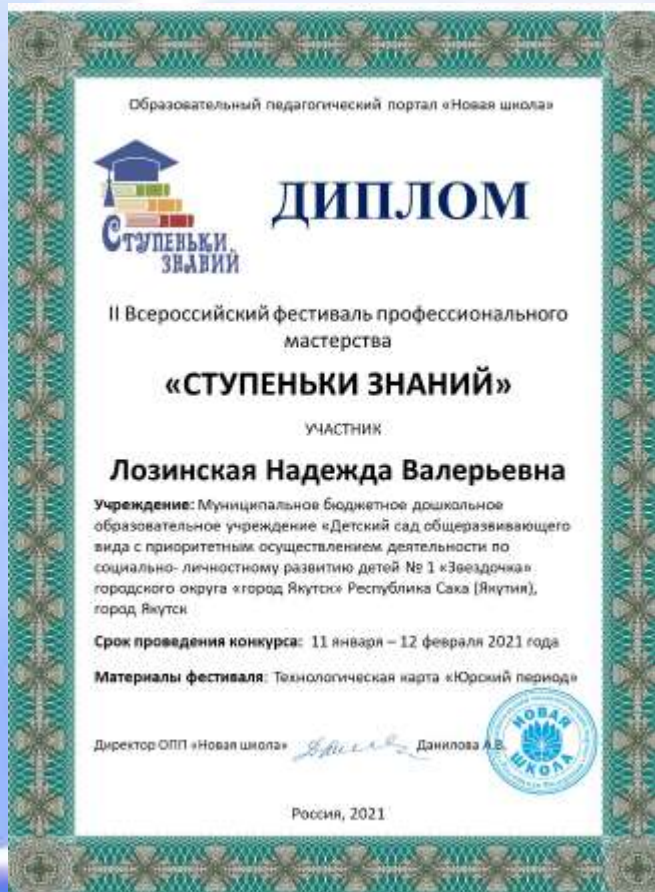 Образовательный педагогический портал «Новая школа»
СТУПЕНЬКИ
ЗНАНИЙ
ДИПЛОМ
II Всероссийский фестиваль профессионального
мастерства
«СТУПЕНЬКИ ЗНАНИЙ»
УЧАСТНИК
Лозинская Надежда Валерьевна
Учреждение: Муниципальное бюджетное дошкольное
образовательное учреждение «Детский сад общеразвивающего
вида с приоритетным осуществлением деятельности по
социально- личностному развитию детей № 1 «Звездочка»
городского округа «город Якутск» Республика Саха (Якутия),
город Якутск
Срок проведения конкурса: 11 января – 12 февраля 2021 года
Материалы фестиваля: Технологическая карта «Юрский период»
Директор ОПП «Новая школа» Данилова А.В.
НОВАЯ
ШКОЛА
Россия, 2021